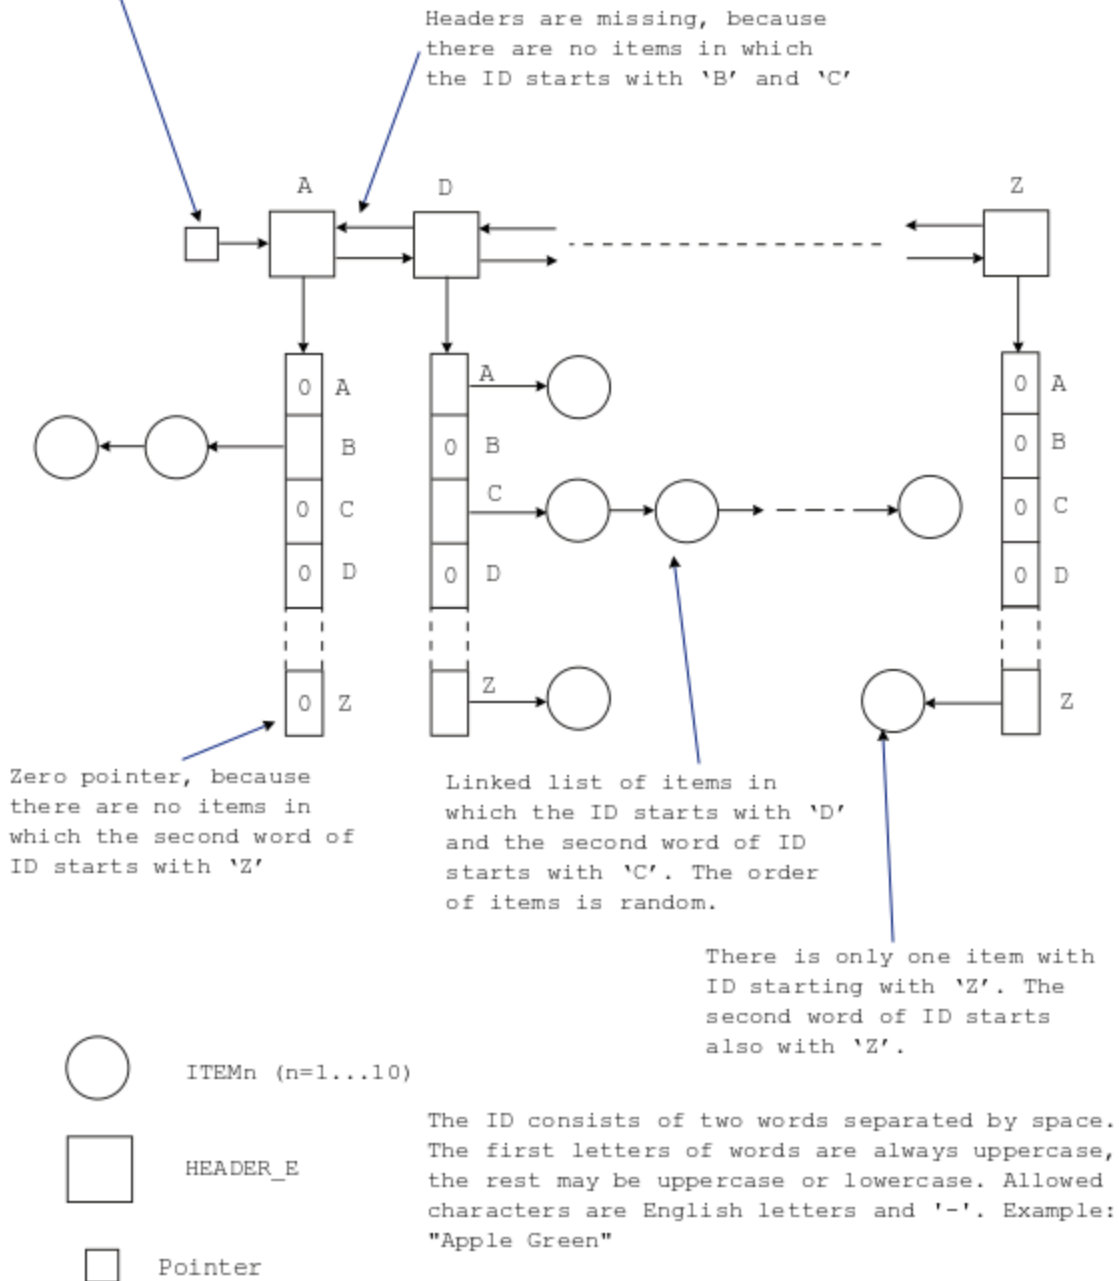 Headers are missing, because
there are no items in which
the ID starts with ‘B’ and ‘C’
A D Z
0 A A 0 A
B 0 B 0 B
0 C C 0 C
0 D 0 D 0 D
0 Z Z Z
Zero pointer, because
there are no items in
which the second word of
ID starts with ‘Z’
Linked list of items in
which the ID starts with ‘D’
and the second word of ID
starts with ‘C’. The order
of items is random.
There is only one item with
ID starting with ‘Z’. The
second word of ID starts
also with ‘Z’.
ITEMn (n=1...10)
HEADER_E
Pointer
The ID consists of two words separated by space.
The first letters of words are always uppercase,
the rest may be uppercase or lowercase. Allowed
characters are English letters and '-'. Example:
"Apple Green"